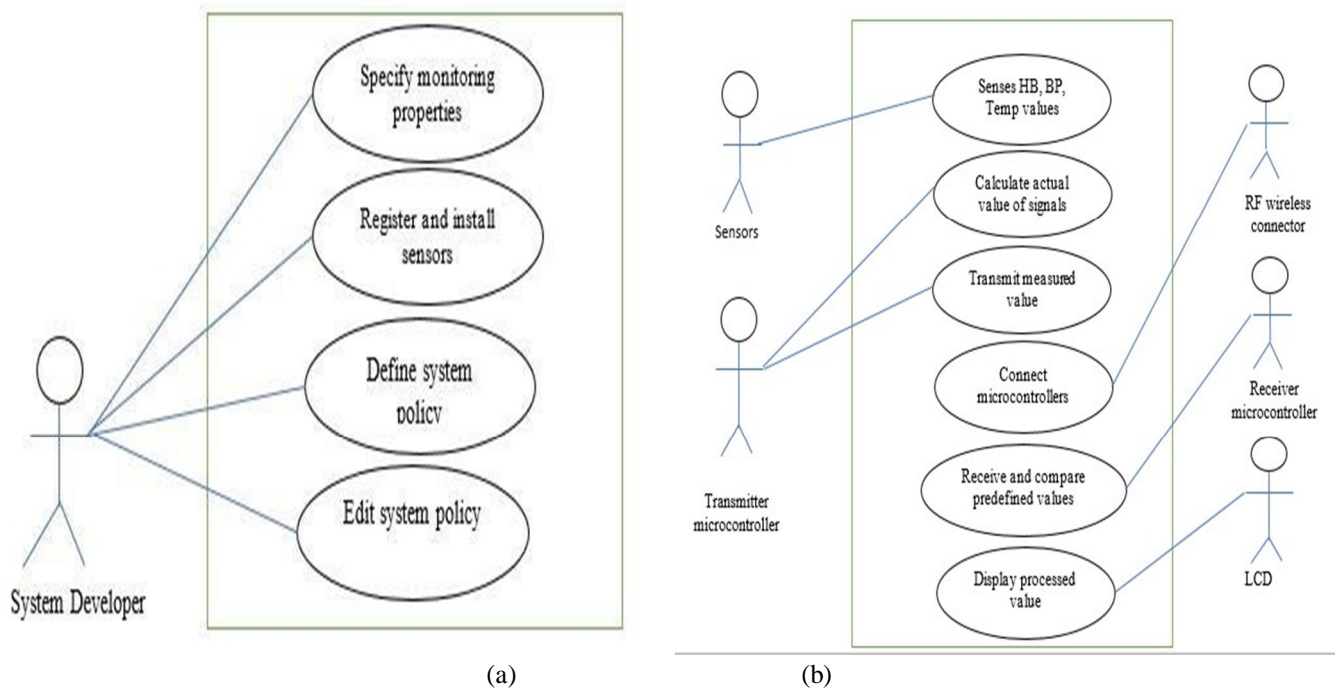 Specify monitoring
properties
Register and install
sensors
Define system
policy
Edit system policy
System Developer
(a)
Senses HB, BP,
Temp values
Calculate actual
value of signals
Transmit measured
value
Connect
microcontrollers
Receive and compare
predefined values
Display processed
value
Sensors
Transmitter
microcontroller
RF wireless
connector
Receiver
microcontroller
LCD
(b)